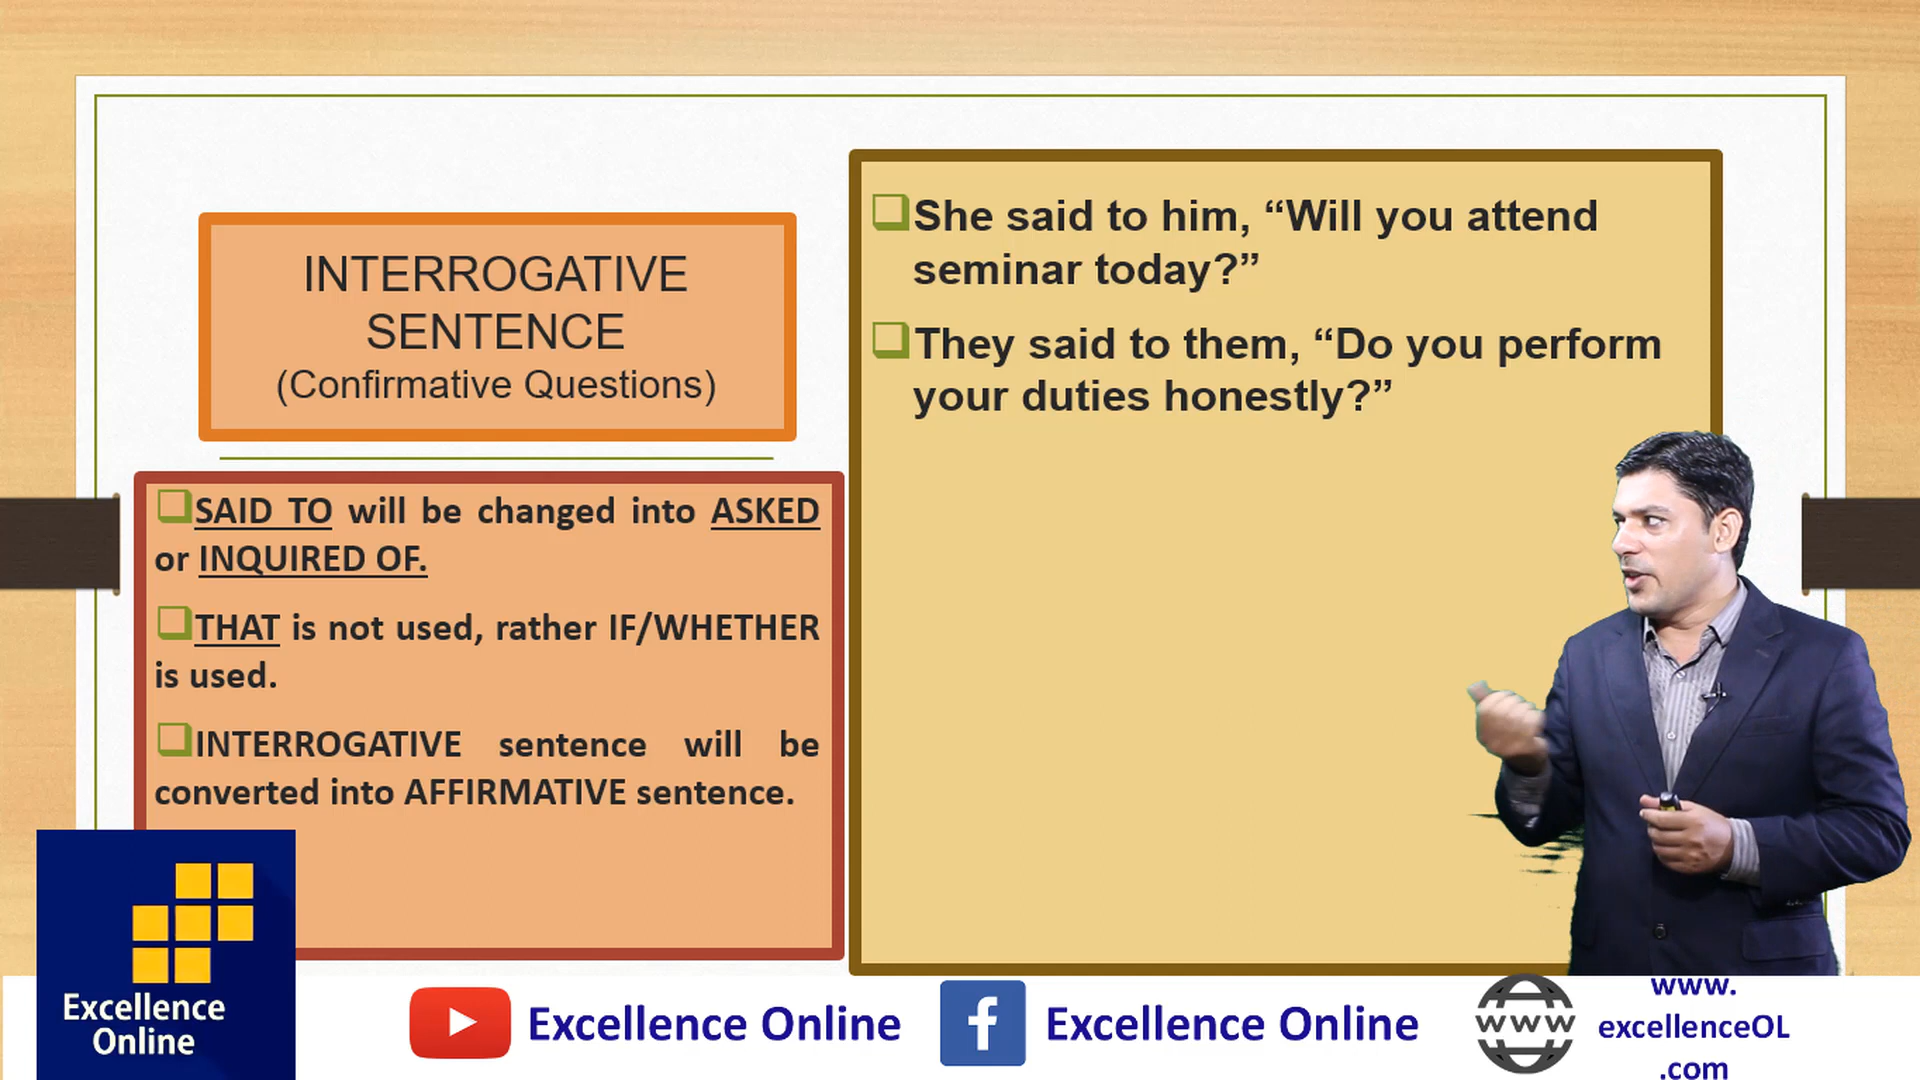 INTERROGATIVE
SENTENCE
(Confirmative Questions)
SAID TO will be changed into ASKED
or INQUIRED OF.
THAT is not used, rather IF/WHETHER
is used.
INTERROGATIVE sentence will be
converted into AFFIRMATIVE sentence.
She said to him, “Will you attend
seminar today?”
They said to them, “Do you perform
your duties honestly?”
Excellence
Online
Excellence Online
f
Excellence Online
www
www.
excellenceOL
.com